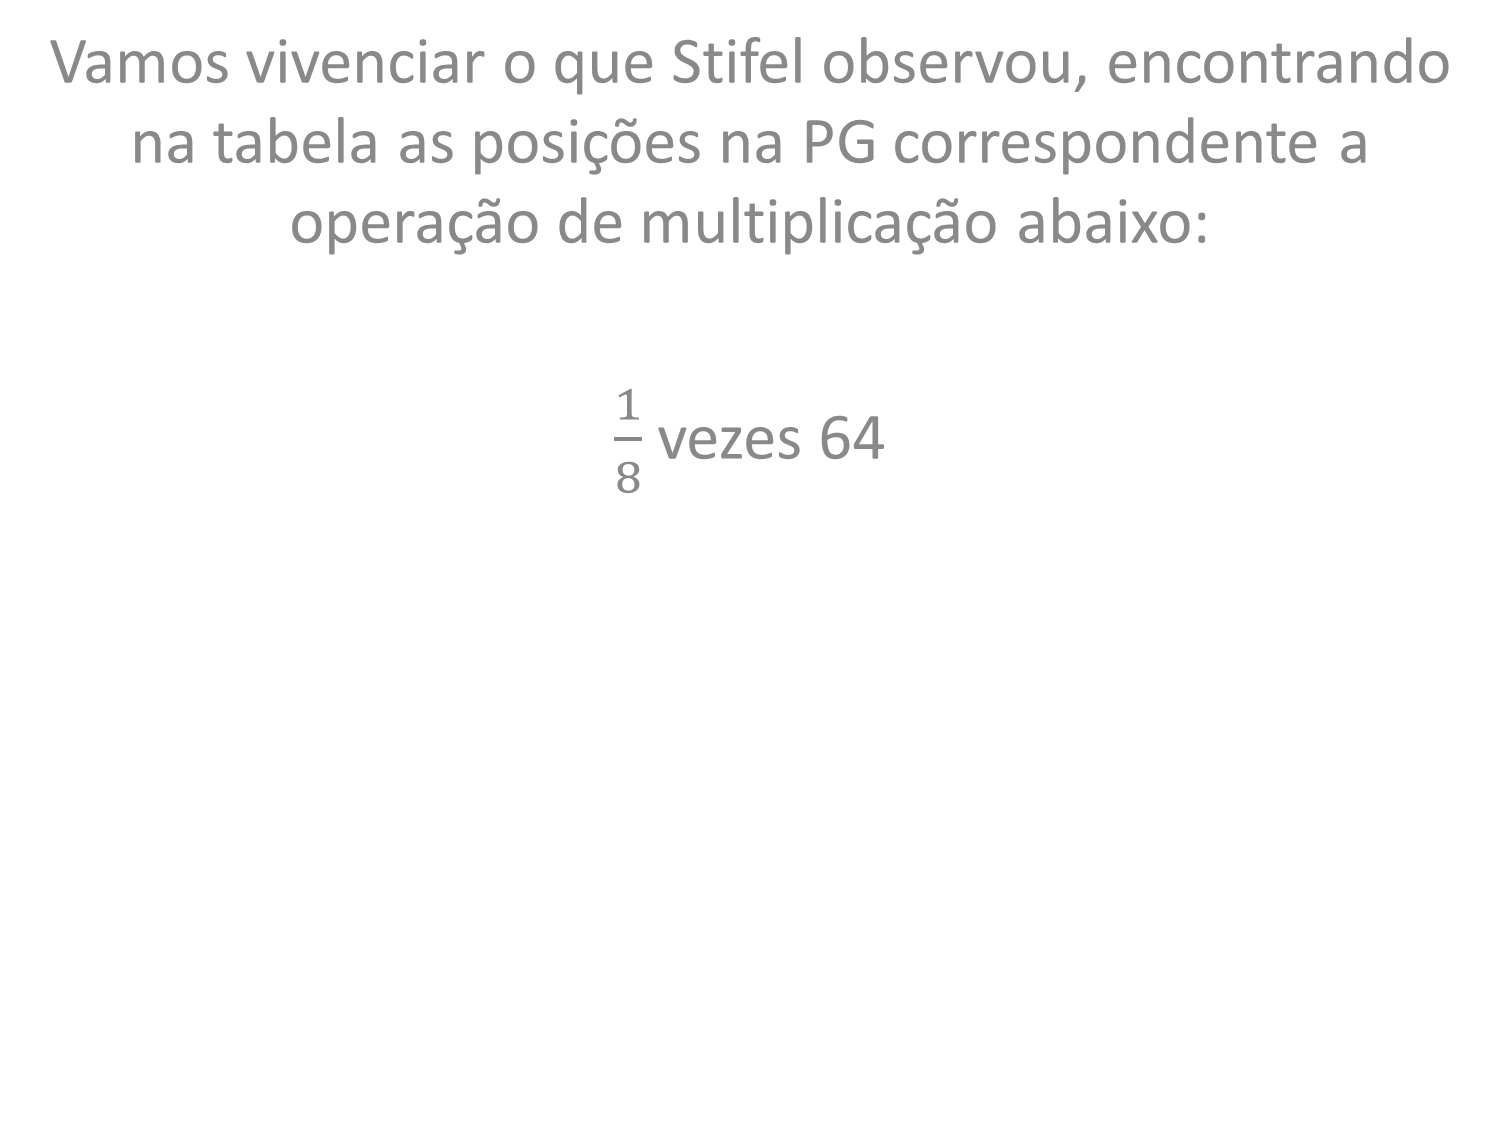 Vamos vivenciar o que Stifel observou, encontrando
na tabela as posições na PG correspondente a
operação de multiplicação abaixo:
1/8 vezes 64